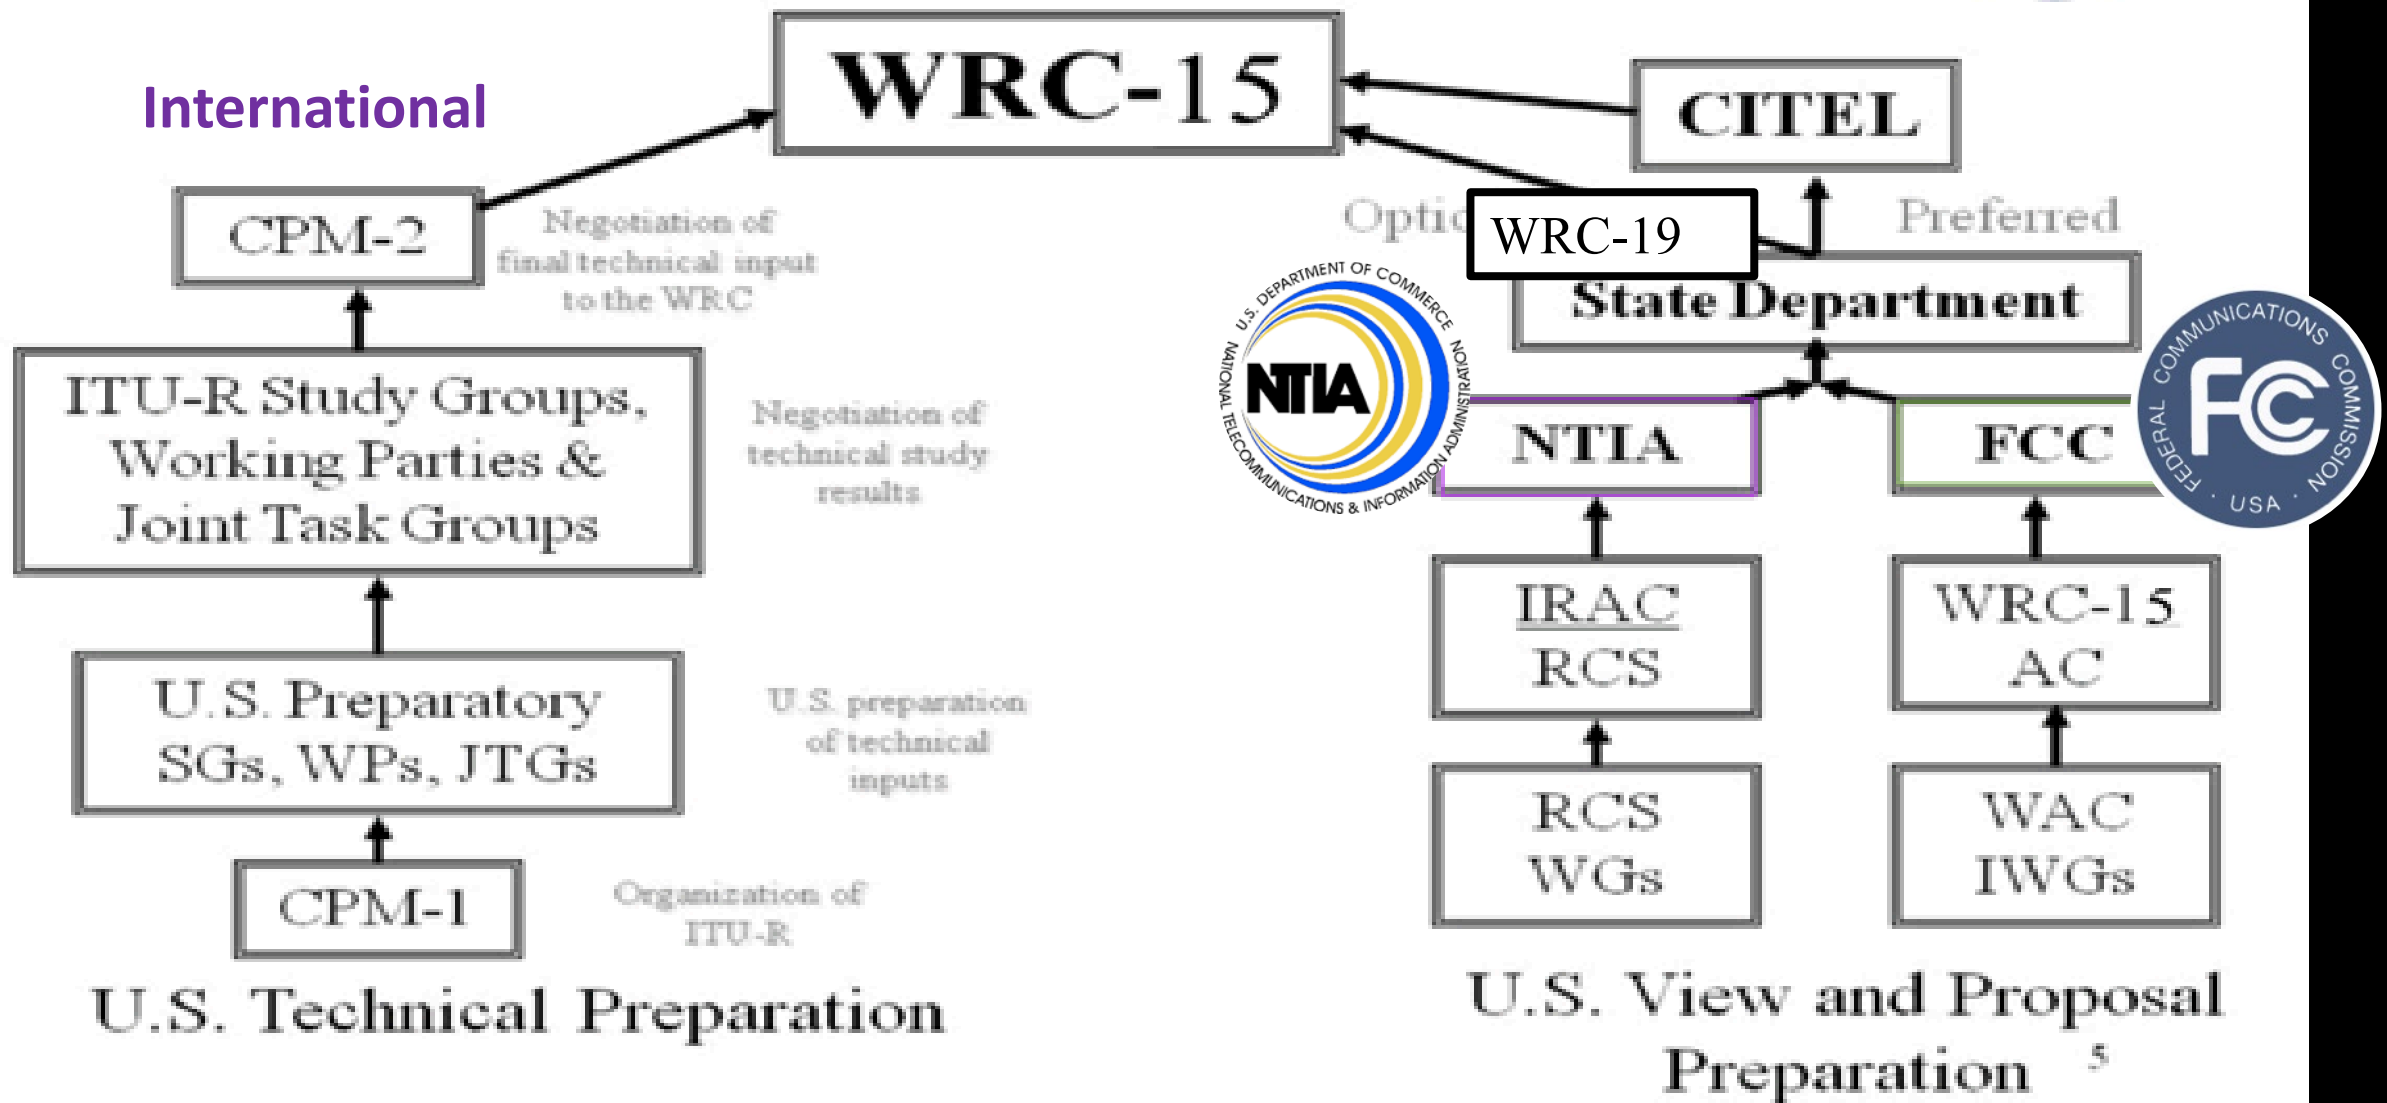 WRC-15
International
CITEL
CPM-2
Negotiation of
final technical input
to the WRC
WRC-19
Preferred
State Department
U.S. DEPARTMENT OF COMMERCE
NATIONAL TELECOMMUNICATIONS & INFORMATION ADMINISTRATION
NTIA
ITU-R Study Groups,
Working Parties &
Joint Task Groups
Negotiation of
technical study
results
NTIA
FCC
FEDERAL COMMUNICATIONS COMMISSION
· USA ·
FCC
IRAC
RCS
WRC-15
AC
U.S. Preparatory
SGs, WPs, JTGs
U.S. preparation
of technical
inputs
RCS
WGs
WAC
IWGs
CPM-1
Organization of
ITU-R
U.S. Technical Preparation
U.S. View and Proposal
Preparation
5